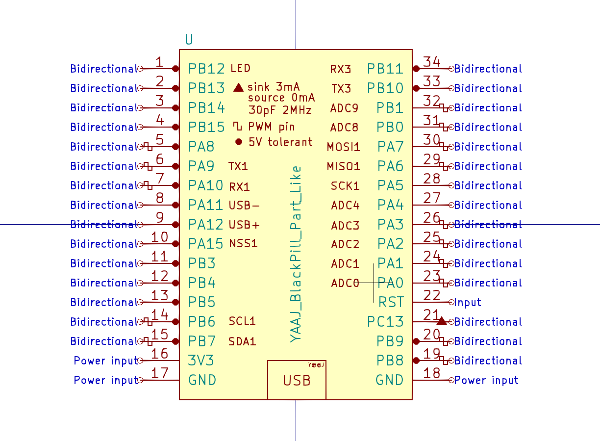 U
Bidirectional 1 PB12 LED RX3 PB11 34 Bidirectional
Bidirectional 2 PB13 sink 3mA TX3 PB10 33 Bidirectional
source 0mA
Bidirectional 3 PB14 30pF 2MHz ADC9 PB1 32 Bidirectional
Bidirectional 4 PB15 PWM pin ADC8 PB0 31 Bidirectional
Bidirectional 5 PA8 5V tolerant MOSI1 PA7 30 Bidirectional
Bidirectional 6 PA9 TX1 MISO1 PA6 29 Bidirectional
Bidirectional 7 PA10 RX1 SCK1 PA5 28 Bidirectional
Bidirectional 8 PA11 USB- ADC4 PA4 27 Bidirectional
Bidirectional 9 PA12 USB+ ADC3 PA3 26 Bidirectional
Bidirectional 10 PA15 NSS1 ADC2 PA2 25 Bidirectional
Bidirectional 11 PB3 ADC1 PA1 24 Bidirectional
Bidirectional 12 PB4 ADC0 PA0 23 Bidirectional
Bidirectional 13 PB5 RST 22 Input
Bidirectional 14 PB6 SCL1 PC13 21 Bidirectional
Bidirectional 15 PB7 SDA1 PB9 20 Bidirectional
Power input 16 3V3 PB8 19 Bidirectional
Power input 17 GND GND 18 Power input
YAAJ_BlackPill_Part_Like
YAAJ
USB